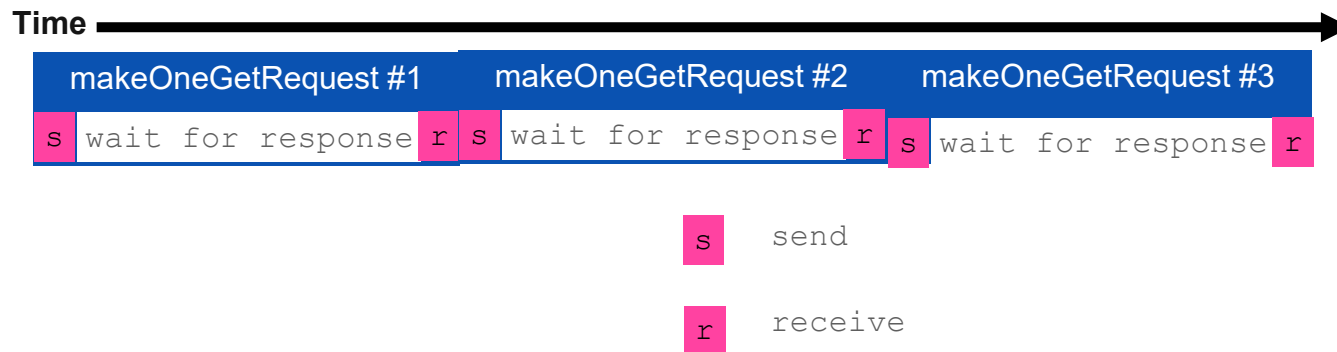 Time
makeOneGetRequest #1 makeOneGetRequest #2 makeOneGetRequest #3
s wait for response r s wait for response r s wait for response r
s send
r receive